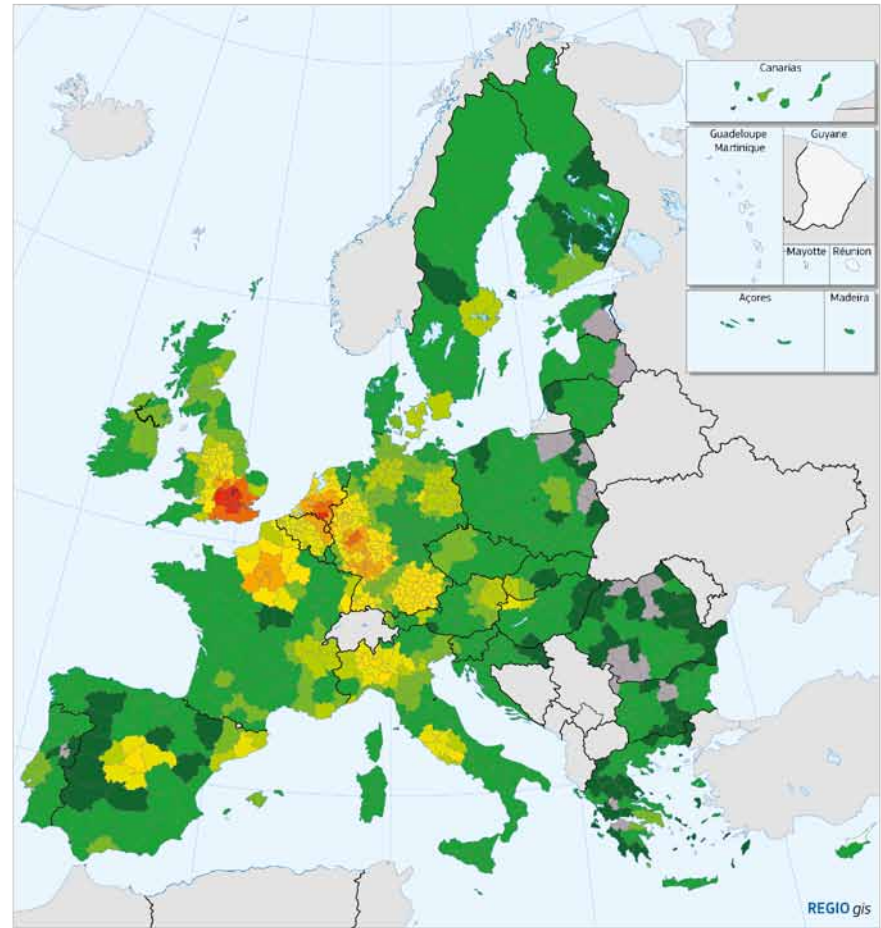 Canarias
Guadeloupe
Martinique
Guyane
Mayotte
Réunion
Açores
Madeira
REGIO gis